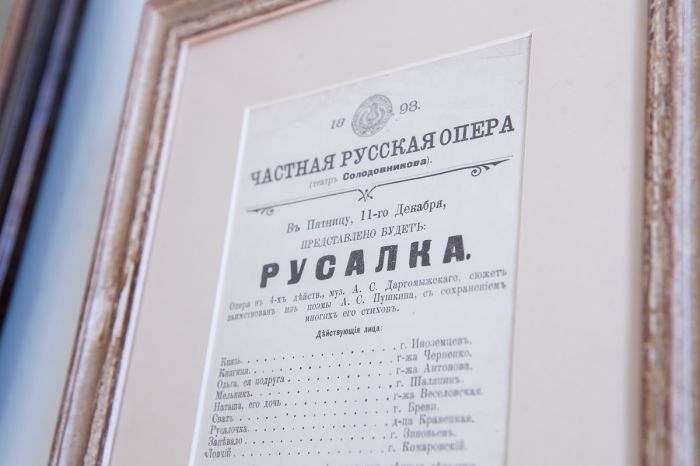 18 98.
ЧАСТНАЯ РУССКАЯ ОПЕРА
(театръ Солодовникова).
Въ Пятницу, 11-го Декабря,
ПРЕДСТАВЛЕНО БУДЕТЪ:
РУСАЛКА.
Опера въ 4-хъ дѣйств., муз. А. С. Даргомыжскаго, сюжетъ
заимствованъ изъ поэмы А. С. Пушкина, съ сохраненіемъ
многихъ его стиховъ.
Дѣйствующія лица:
Князь . . . . . . . . . . г. Иноземцевъ.
Княгиня . . . . . . . . . . г-жа Черненко.
Ольга, ея подруга . . . . . . . . . . г-жа Антонова.
Мельникъ . . . . . . . . . . г. Шаляпинъ.
Наташа, его дочь . . . . . . . . . . г-жа Веселовская.
Сватъ . . . . . . . . . . г. Бреви.
Русалочка . . . . . . . . . . д-ца Кравецкая.
Запѣвало . . . . . . . . . . г. Зиновьевъ.
Ловчій . . . . . . . . . . г. Комаровскій.